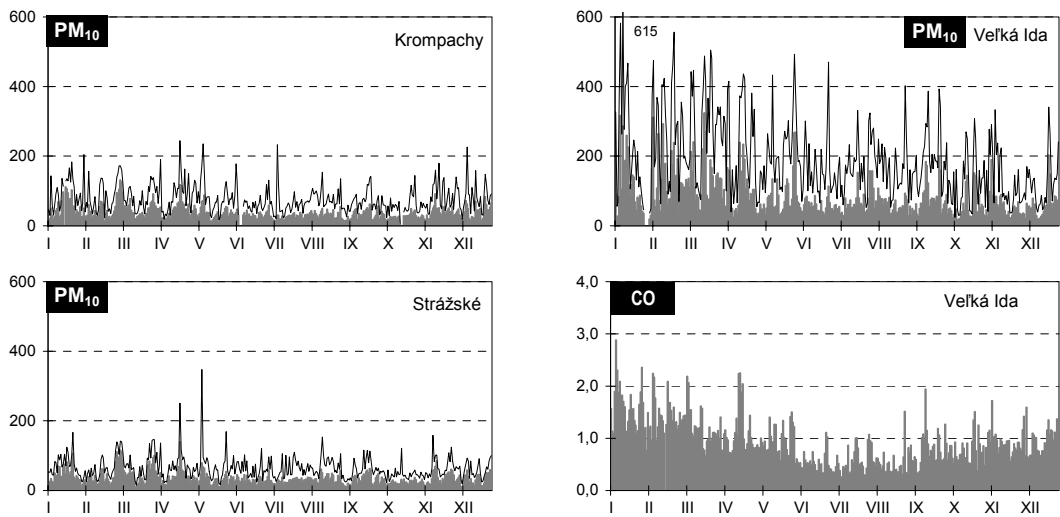 600
400
200
0
PM10
Krompachy
I II III IV V VI VII VIII IX X XI XII
600
400
200
0
615
PM10 Veľká Ida
I II III IV V VI VII VIII IX X XI XII
600
400
200
0
PM10
Strážské
I II III IV V VI VII VIII IX X XI XII
4,0
3,0
2,0
1,0
0,0
CO
Veľká Ida
I II III IV V VI VII VIII IX X XI XII